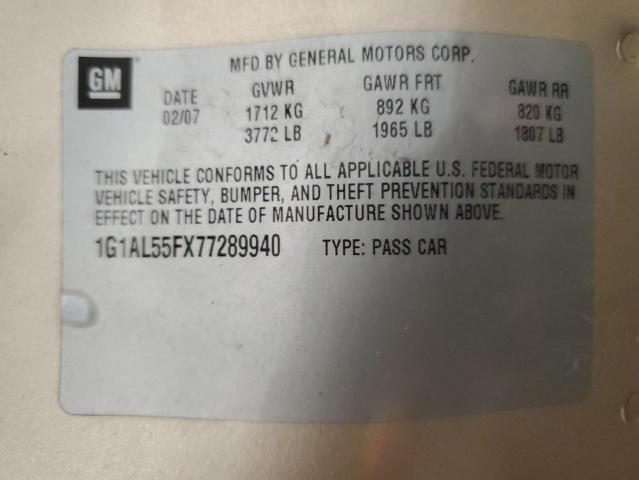 GM
MFD BY GENERAL MOTORS CORP.
DATE GVWR GAWR FRT GAWR RR
02/07 1712 KG 892 KG 820 KG
3772 LB 1965 LB 1807 LB
THIS VEHICLE CONFORMS TO ALL APPLICABLE U.S. FEDERAL MOTOR
VEHICLE SAFETY, BUMPER, AND THEFT PREVENTION STANDARDS IN
EFFECT ON THE DATE OF MANUFACTURE SHOWN ABOVE.
1G1AL55FX77289940 TYPE: PASS CAR